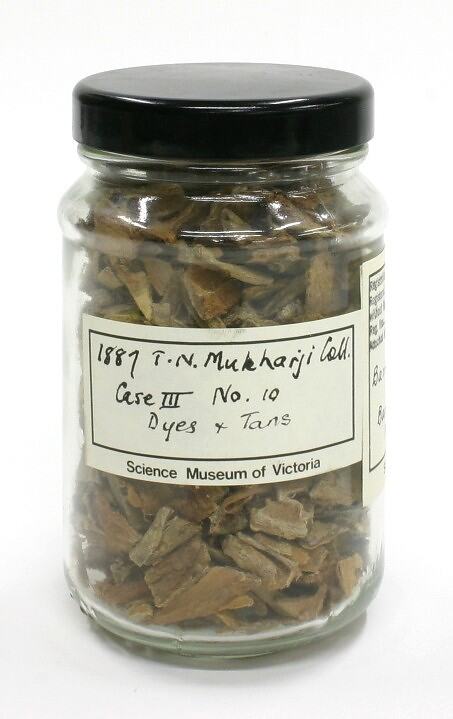 1887 T.N. Mukharji Coll.
Case III No. 10
Dyes + Tans
Science Museum of Victoria